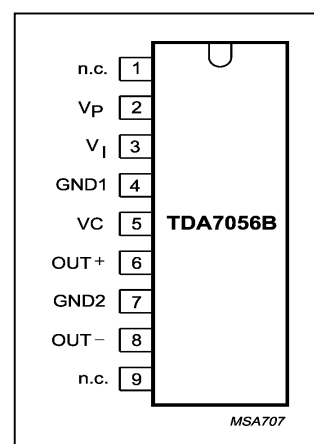 n.c. 1
VP 2
VI 3
GND1 4
VC 5 TDA7056B
OUT+ 6
GND2 7
OUT− 8
n.c. 9
MSA707